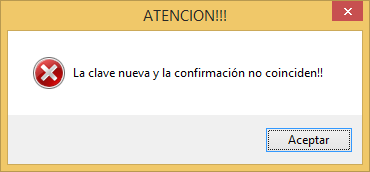 ATENCION!!!
La clave nueva y la confirmación no coinciden!!
Aceptar